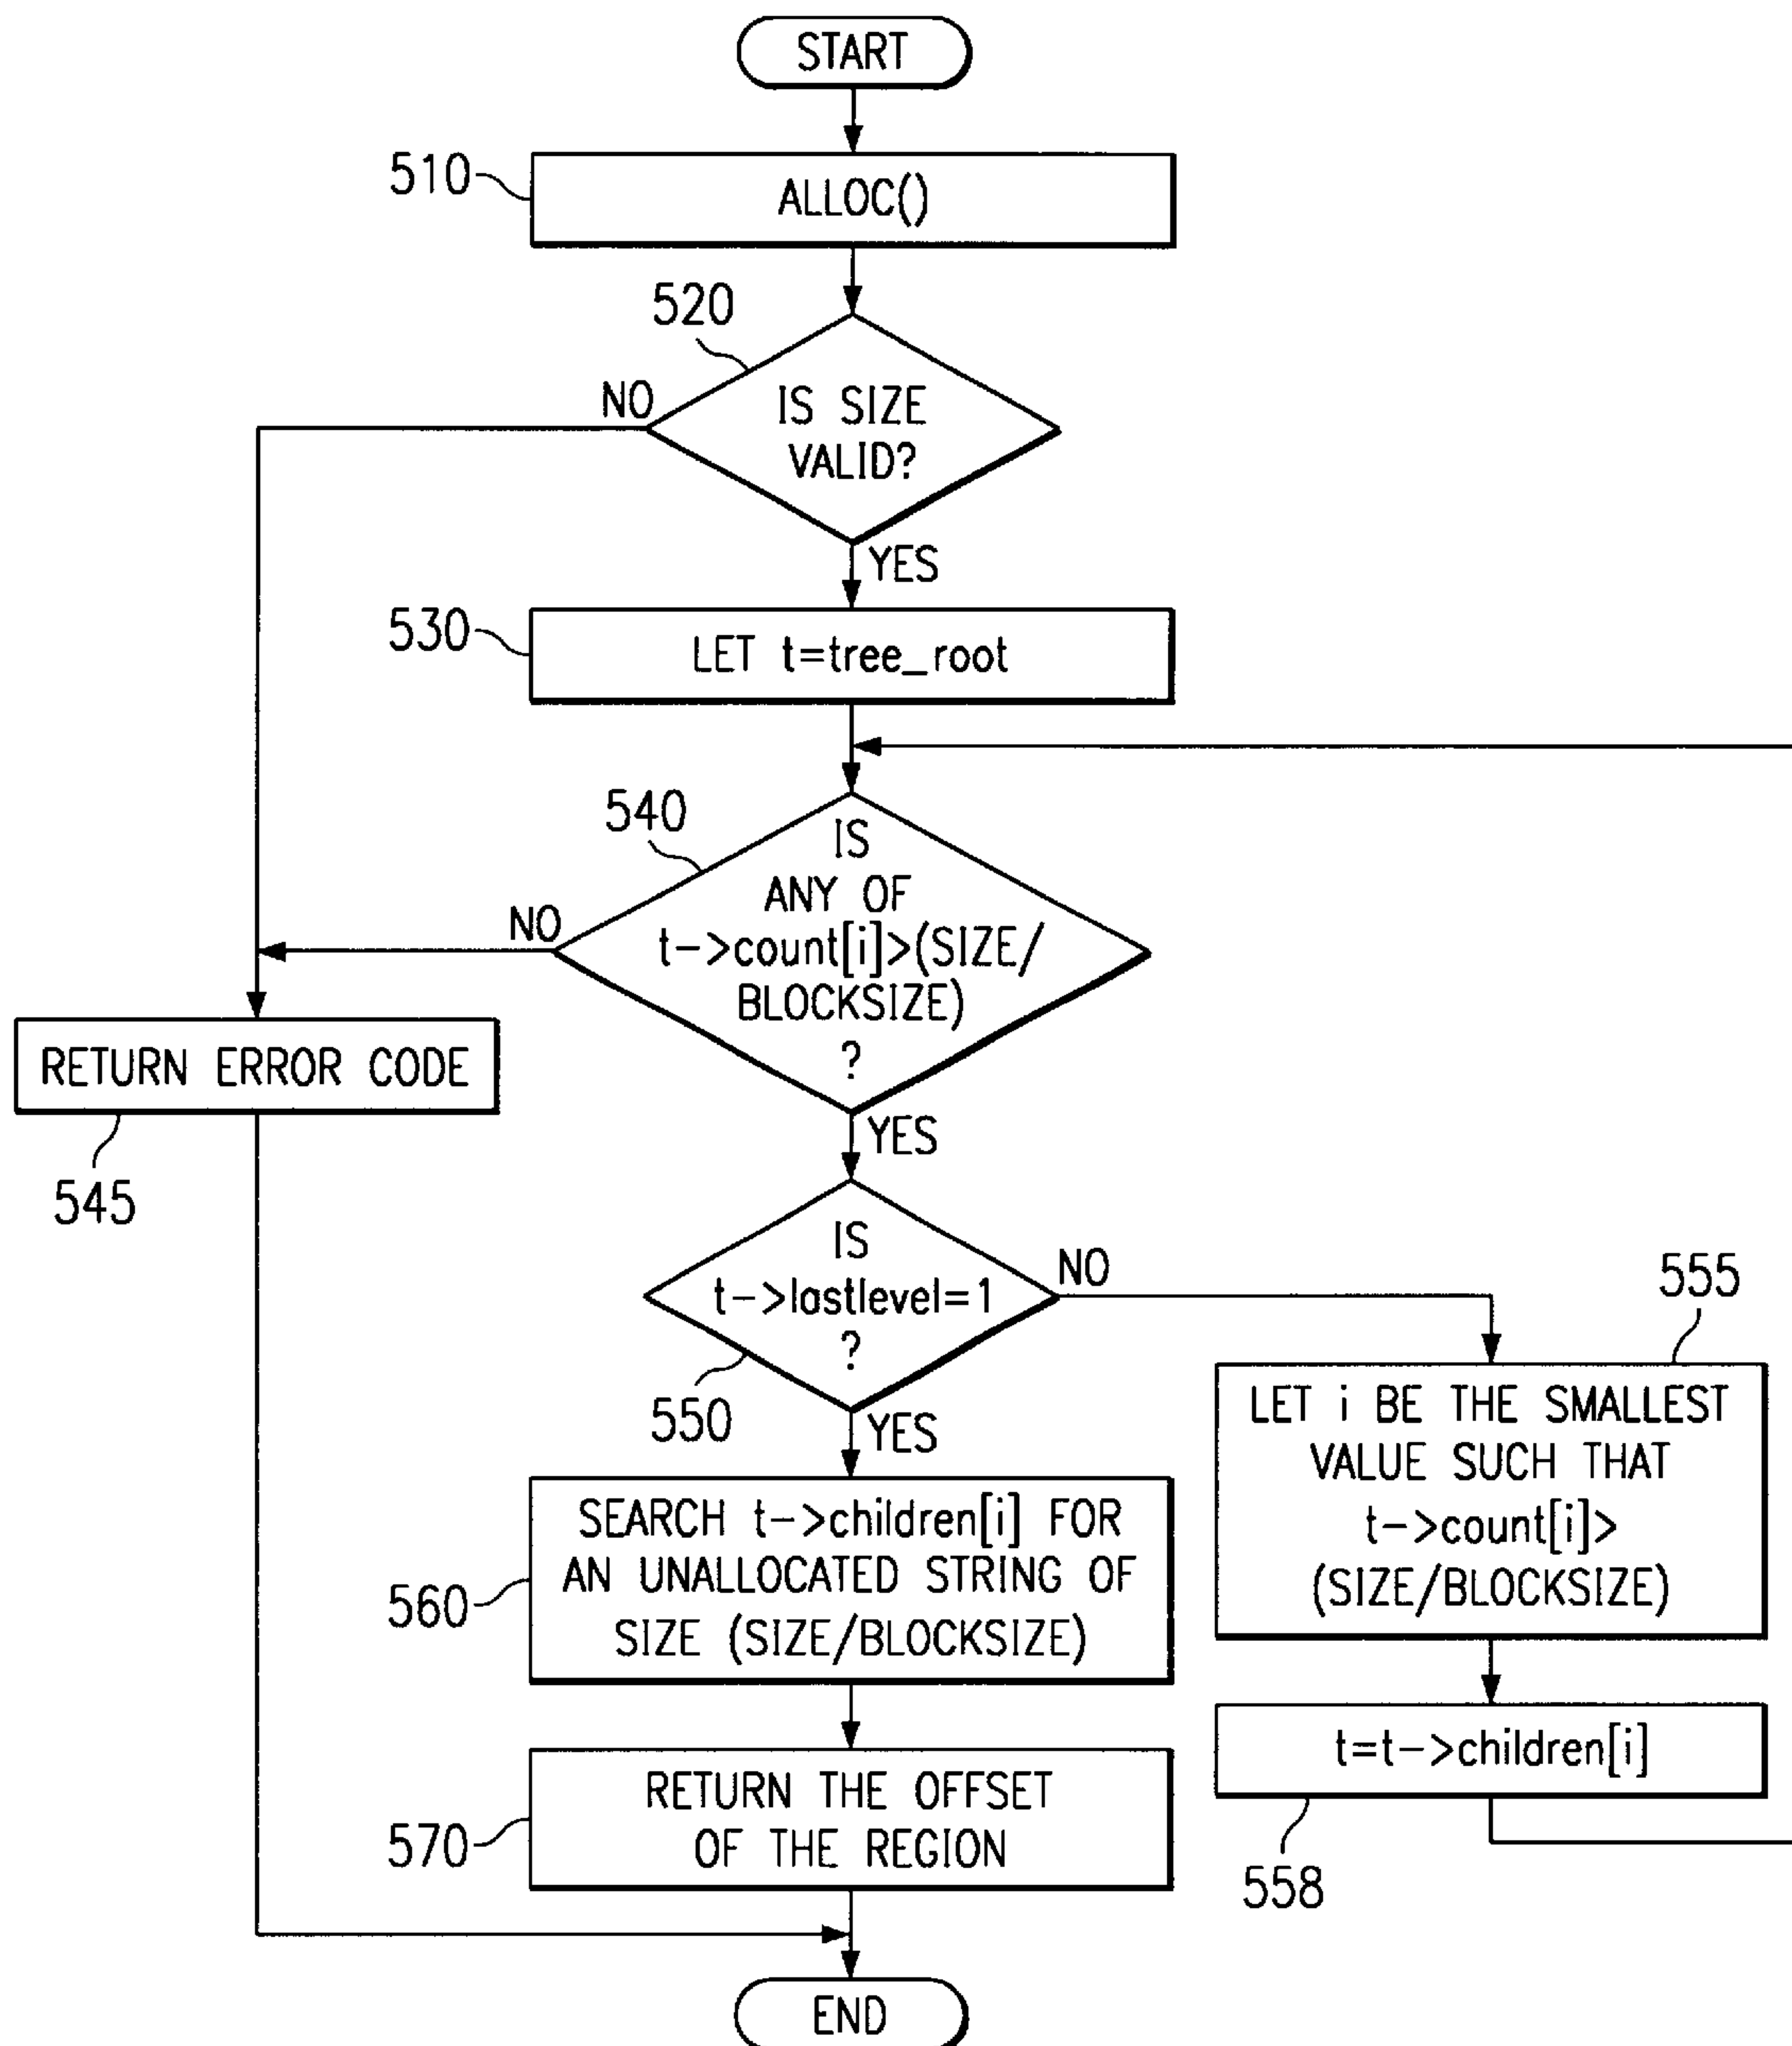 START
510
ALLOC()
520
NO
IS SIZE
VALID?
YES
530
LET t=tree_root
540
NO
IS
ANY OF
t->count[i]>(SIZE/
BLOCKSIZE)
?
RETURN ERROR CODE
545
YES
IS
t->lastlevel=1
?
NO
550
YES
555
LET i BE THE SMALLEST
VALUE SUCH THAT
t->count[i]>
(SIZE/BLOCKSIZE)
560
SEARCH t->children[i] FOR
AN UNALLOCATED STRING OF
SIZE (SIZE/BLOCKSIZE)
t=t->children[i]
558
570
RETURN THE OFFSET
OF THE REGION
END